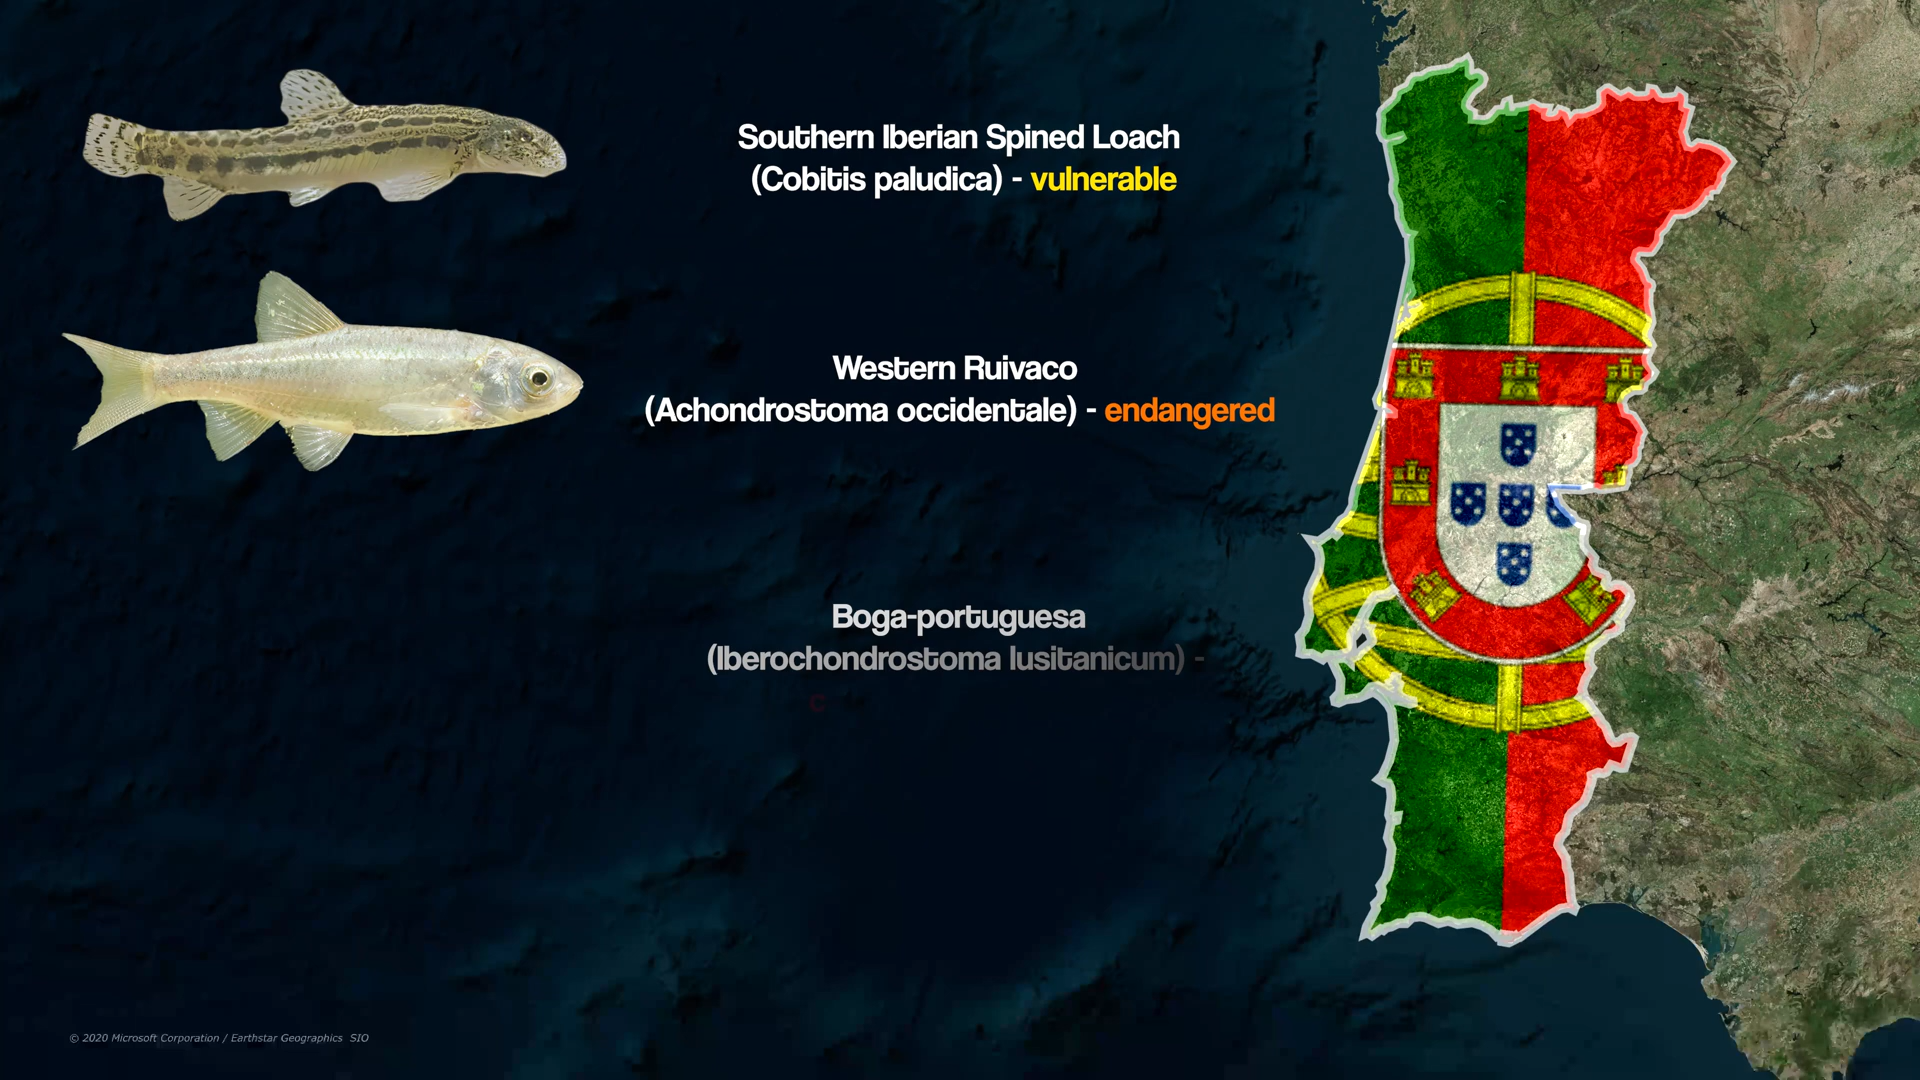 Southern Iberian Spined Loach
(Cobitis paludica) - vulnerable
Western Ruivaco
(Achondrostoma occidentale) - endangered
Boga-portuguesa
(Iberochondrostoma lusitanicum) -
c
© 2020 Microsoft Corporation / Earthstar Geographics SIO